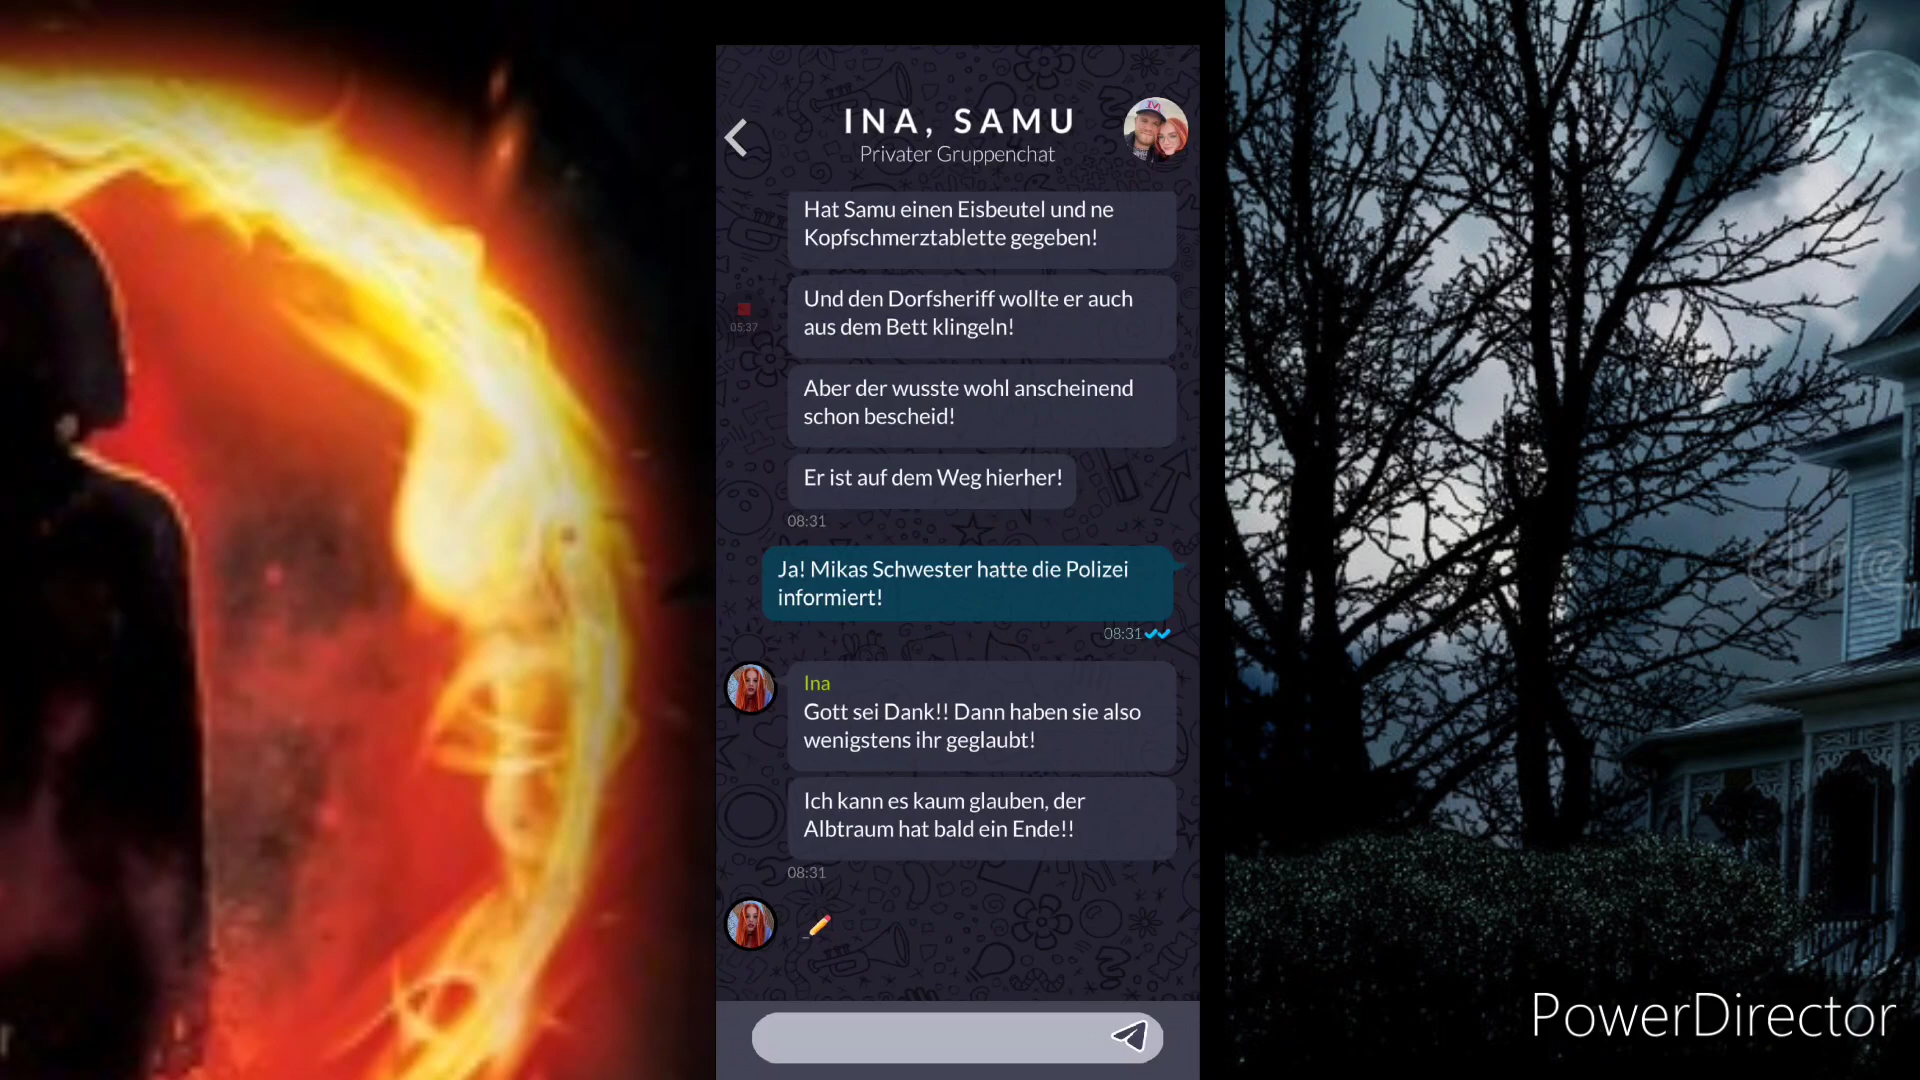 INA, SAMU
Privater Gruppenchat
Hat Samu einen Eisbeutel und ne
Kopfschmerztablette gegeben!
Und den Dorfsheriff wollte er auch
aus dem Bett klingeln!
05:37
Aber der wusste wohl anscheinend
schon bescheid!
Er ist auf dem Weg hierher!
08:31
Ja! Mikas Schwester hatte die Polizei
informiert!
08:31
Ina
Gott sei Dank!! Dann haben sie also
wenigstens ihr geglaubt!
Ich kann es kaum glauben, der
Albtraum hat bald ein Ende!!
08:31
PowerDirector